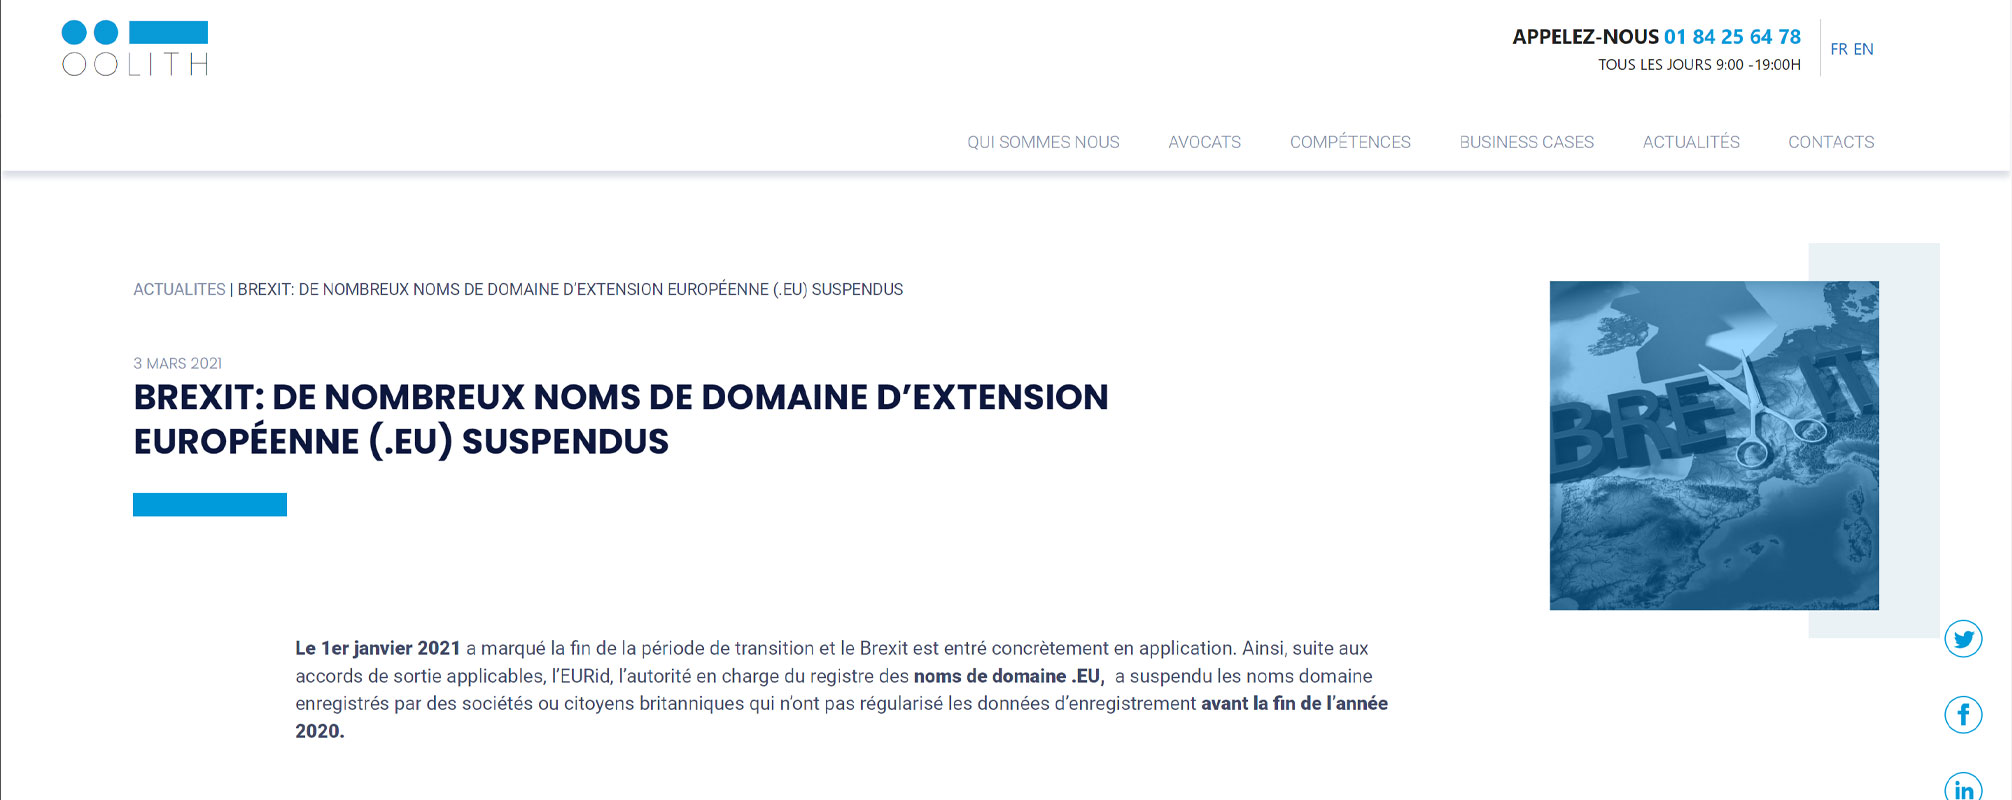 OOLITH
APPELEZ-NOUS 01 84 25 64 78
TOUS LES JOURS 9:00 -19:00H
FR EN
QUI SOMMES NOUS AVOCATS COMPÉTENCES BUSINESS CASES ACTUALITÉS CONTACTS
ACTUALITES | BREXIT: DE NOMBREUX NOMS DE DOMAINE D'EXTENSION EUROPÉENNE (.EU) SUSPENDUS
3 MARS 2021
BREXIT: DE NOMBREUX NOMS DE DOMAINE D’EXTENSION
EUROPÉENNE (.EU) SUSPENDUS
BREXIT
Le 1er janvier 2021 a marqué la fin de la période de transition et le Brexit est entré concrètement en application. Ainsi, suite aux
accords de sortie applicables, l’EURid, l’autorité en charge du registre des noms de domaine .EU, a suspendu les noms domaine
enregistrés par des sociétés ou citoyens britanniques qui n’ont pas régularisé les données d’enregistrement avant la fin de l’année
2020.
f
in